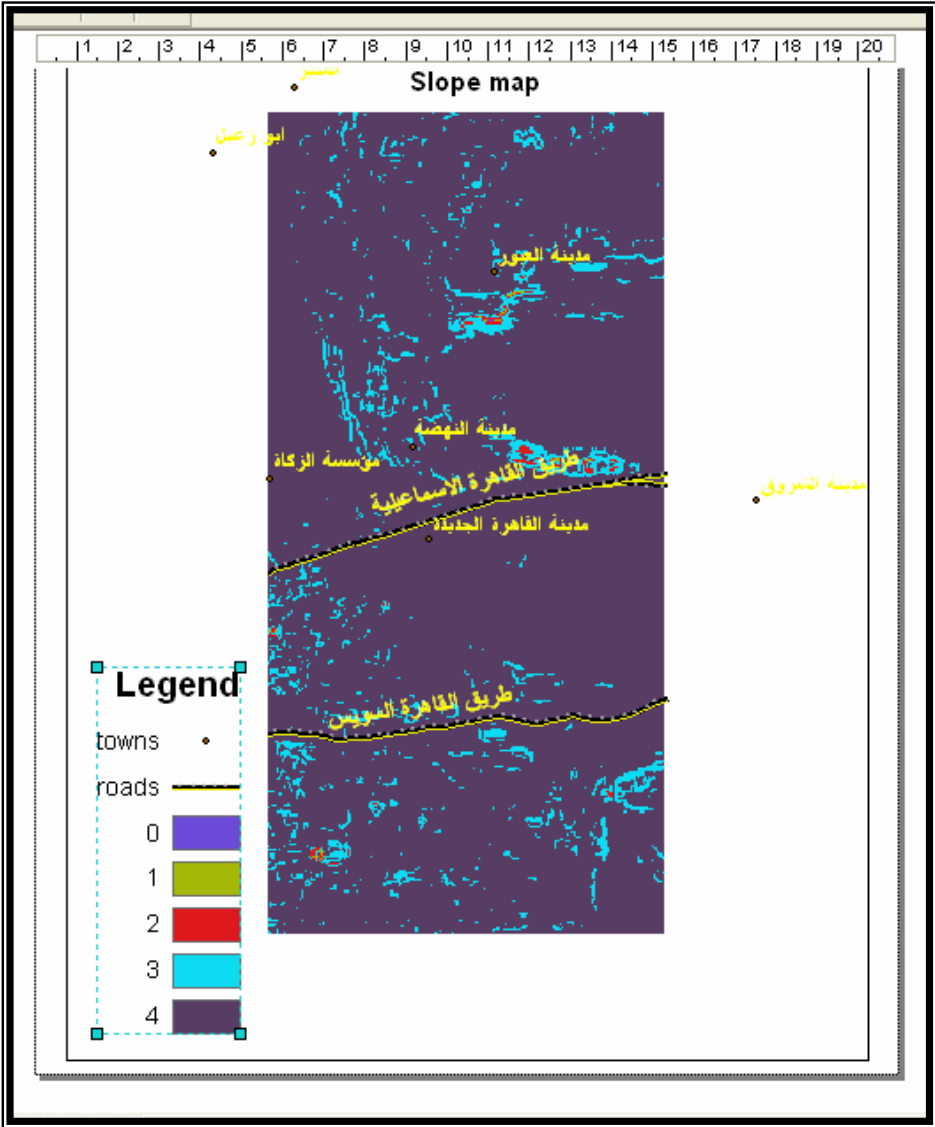 1 2 3 4 5 6 7 8 9 10 11 12 13 14 15 16 17 18 19 20
Slope map
ابو زعبل
مدينة العبور
مدينة النهضة
مؤسسة الزكاة
طريق القاهرة الاسماعيلية
مدينة الشروق
مدينة القاهرة الجديدة
طريق القاهرة السويس
Legend
towns
roads
0
1
2
3
4